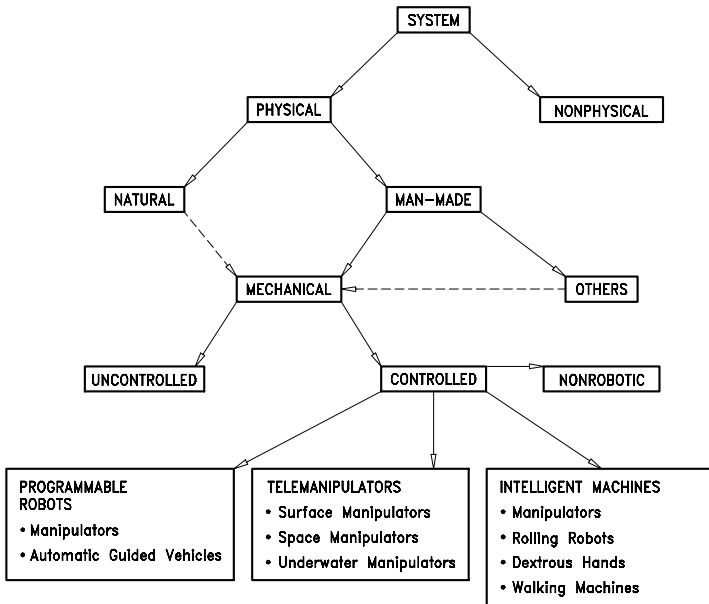 SYSTEM
PHYSICAL
NONPHYSICAL
NATURAL
MAN-MADE
MECHANICAL
OTHERS
UNCONTROLLED
CONTROLLED
NONROBOTIC
PROGRAMMABLE
ROBOTS
• Manipulators
• Automatic Guided Vehicles
TELEMANIPULATORS
• Surface Manipulators
• Space Manipulators
• Underwater Manipulators
INTELLIGENT MACHINES
• Manipulators
• Rolling Robots
• Dextrous Hands
• Walking Machines